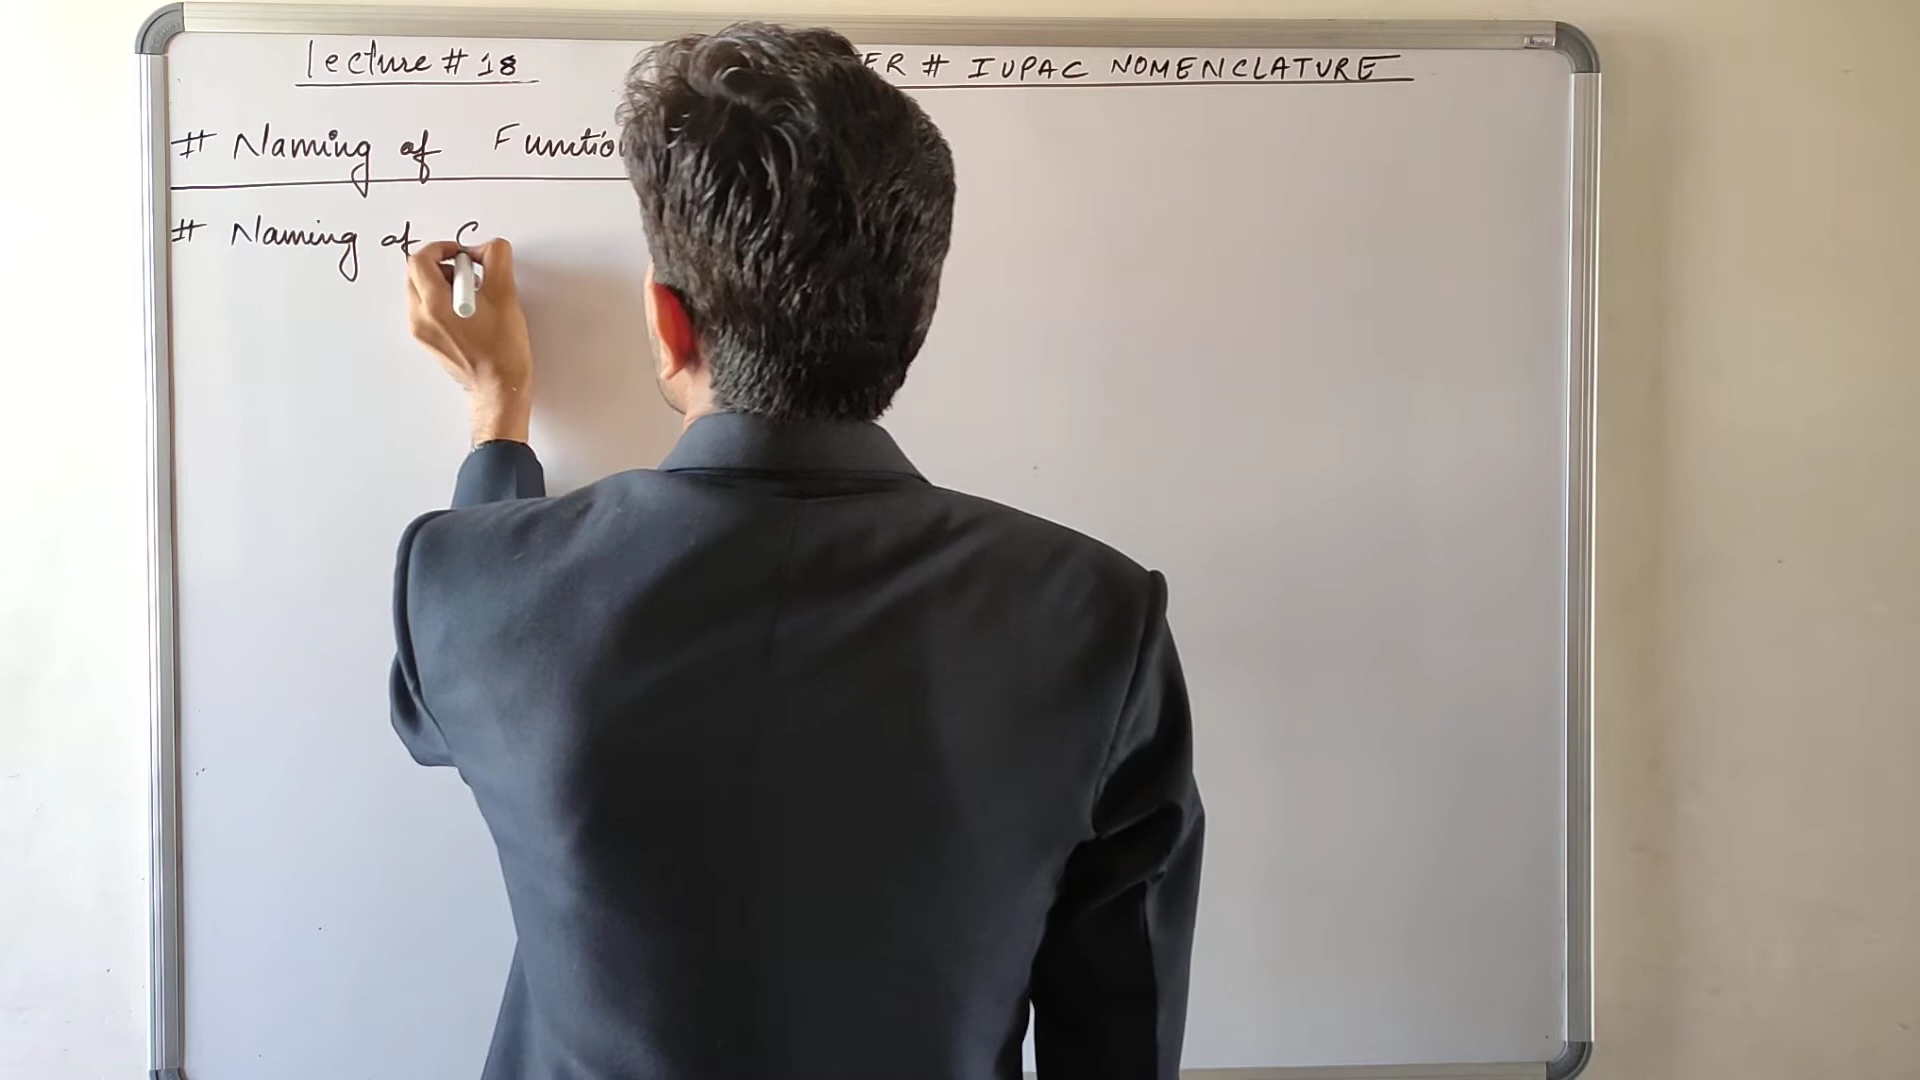 Lecture # 18 ER # IUPAC NOMENCLATURE
# Naming of Functio
# Naming of C